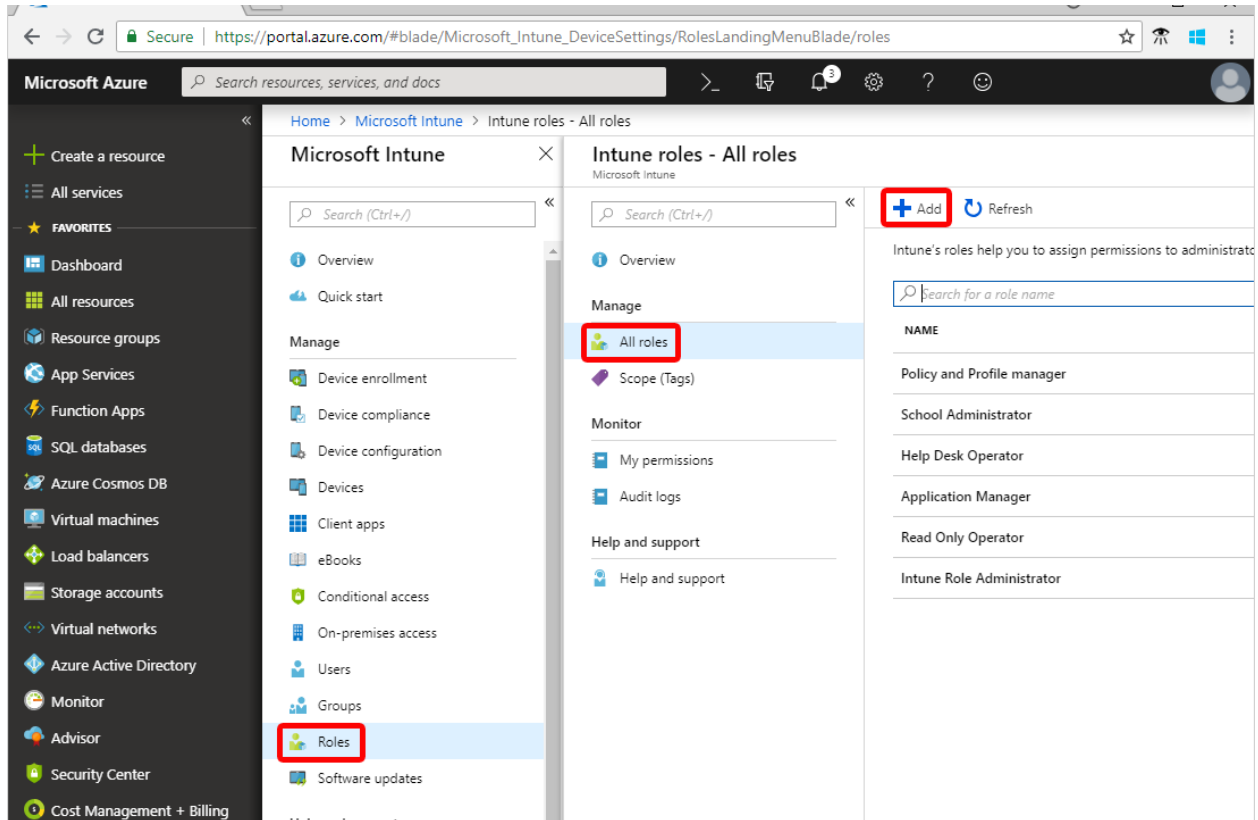 Secure | https://portal.azure.com/#blade/Microsoft_Intune_DeviceSettings/RolesLandingMenuBlade/roles
Microsoft Azure
Search resources, services, and docs
3
Home > Microsoft Intune > Intune roles - All roles
Create a resource
All services
FAVORITES
Dashboard
All resources
Resource groups
App Services
Function Apps
SQL databases
Azure Cosmos DB
Virtual machines
Load balancers
Storage accounts
Virtual networks
Azure Active Directory
Monitor
Advisor
Security Center
Cost Management + Billing
Microsoft Intune
Search (Ctrl+/)
Overview
Quick start
Manage
Device enrollment
Device compliance
Device configuration
Devices
Client apps
eBooks
Conditional access
On-premises access
Users
Groups
Roles
Software updates
Intune roles - All roles
Microsoft Intune
Search (Ctrl+/)
Overview
Manage
All roles
Scope (Tags)
Monitor
My permissions
Audit logs
Help and support
Help and support
Add
Refresh
Intune's roles help you to assign permissions to administrato
Search for a role name
NAME
Policy and Profile manager
School Administrator
Help Desk Operator
Application Manager
Read Only Operator
Intune Role Administrator